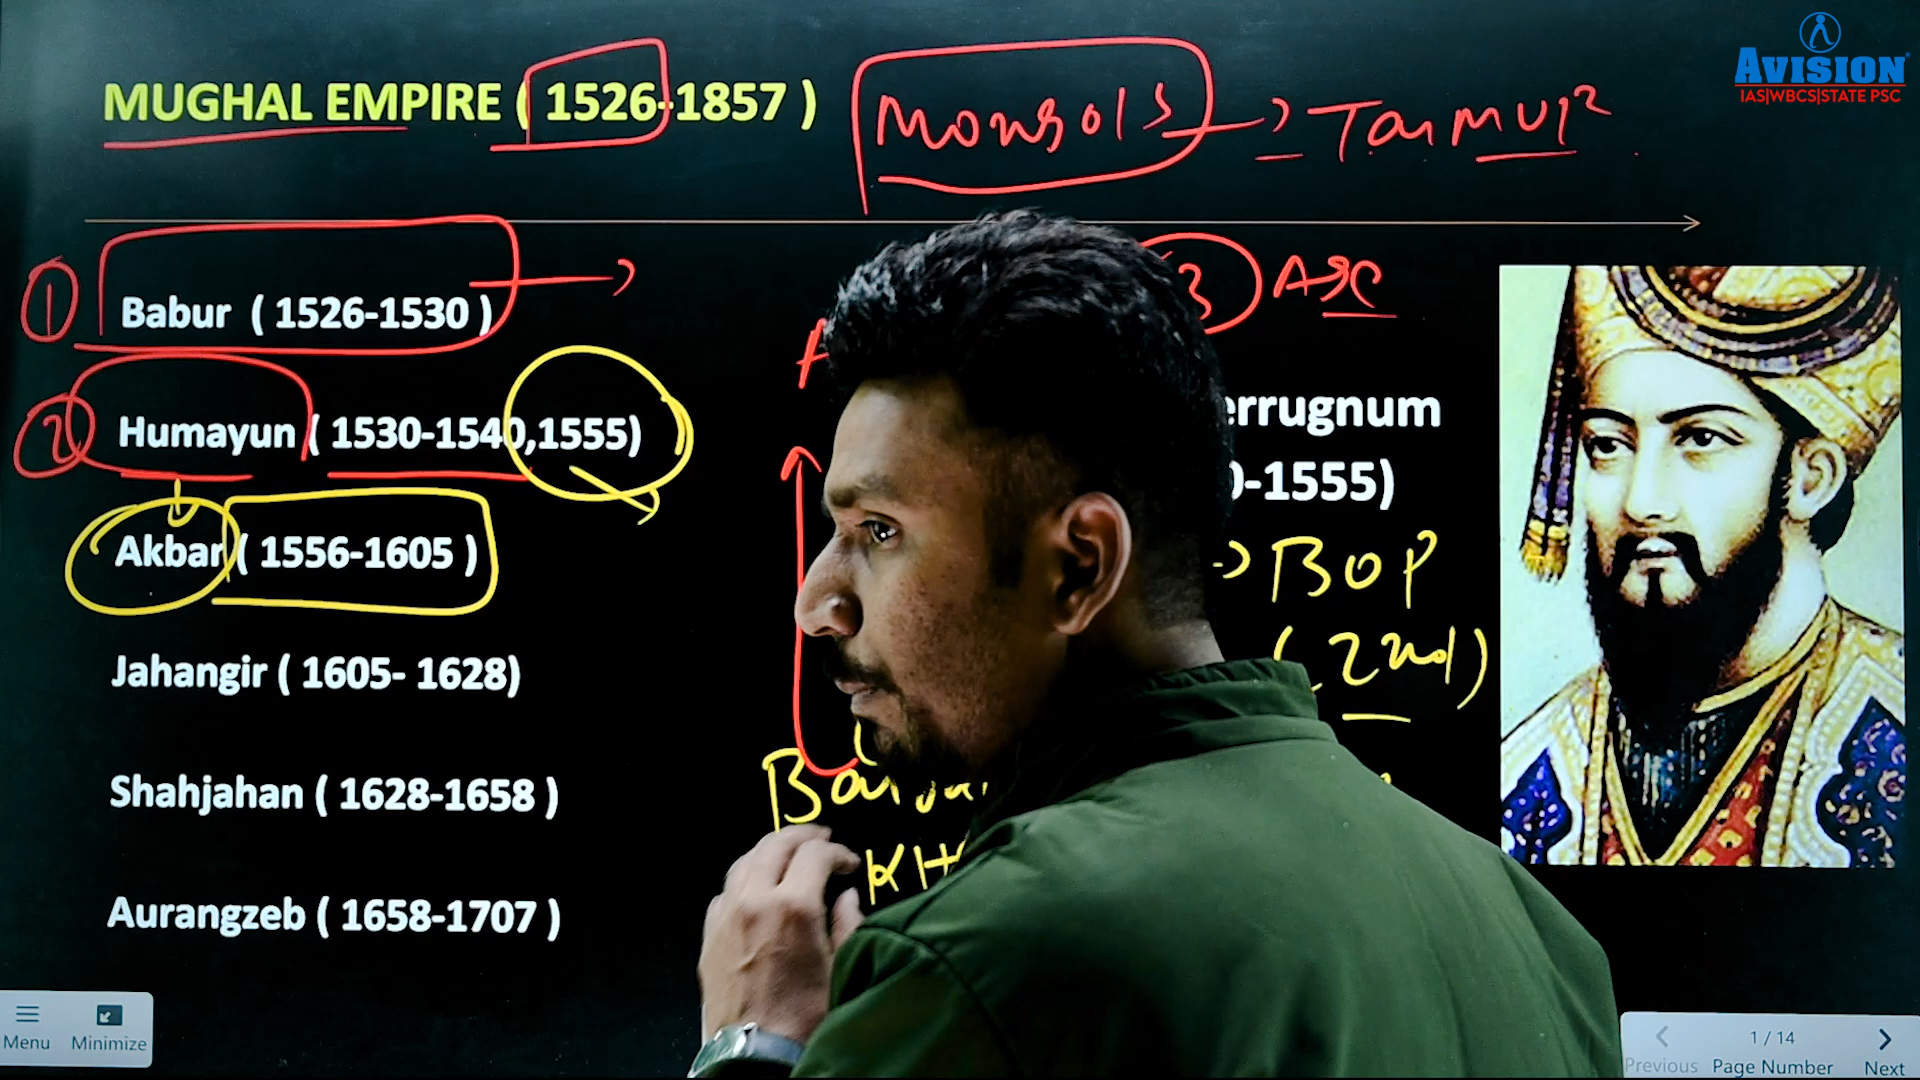 AVISION
IAS|WBCS|STATE PSC
MUGHAL EMPIRE ( 1526-1857 )
Mongols → Taimur
1 Babur ( 1526-1530 )
3
2 Humayun ( 1530-1540,1555)
Akbar ( 1556-1605 )
Jahangir ( 1605- 1628)
Shahjahan ( 1628-1658 )
Aurangzeb ( 1658-1707 )
errugnum
-1555)
→ BOP
(2nd)
Menu
Minimize
1 / 14
Previous
Page Number
Next